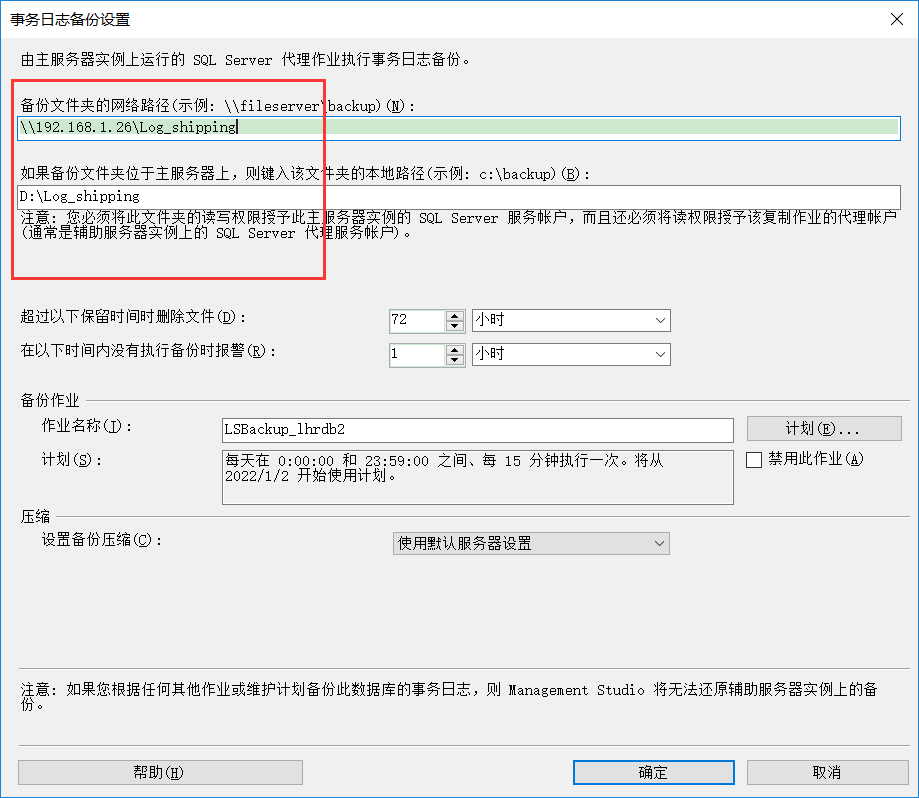 事务日志备份设置
由主服务器实例上运行的 SQL Server 代理作业执行事务日志备份。
备份文件夹的网络路径(示例: \\fileserver\backup)(N):
\\192.168.1.26\Log_shipping
如果备份文件夹位于主服务器上，则键入该文件夹的本地路径(示例: c:\backup)(B):
D:\Log_shipping
注意: 您必须将此文件夹的读写权限授予此主服务器实例的 SQL Server 服务帐户，而且还必须将读权限授予该复制作业的代理帐户
(通常是辅助服务器实例上的 SQL Server 代理服务帐户)。
超过以下保留时间时删除文件(D): 72 小时
在以下时间内没有执行备份时报警(R): 1 小时
备份作业
作业名称(J): LSBackup_lhrdb2 计划(E)...
计划(S): 每天在 0:00:00 和 23:59:00 之间、每 15 分钟执行一次。将从 禁用此作业(A)
2022/1/2 开始使用计划。
压缩
设置备份压缩(C): 使用默认服务器设置
注意: 如果您根据任何其他作业或维护计划备份此数据库的事务日志，则 Management Studio 将无法还原辅助服务器实例上的备
份。
帮助(H) 确定 取消